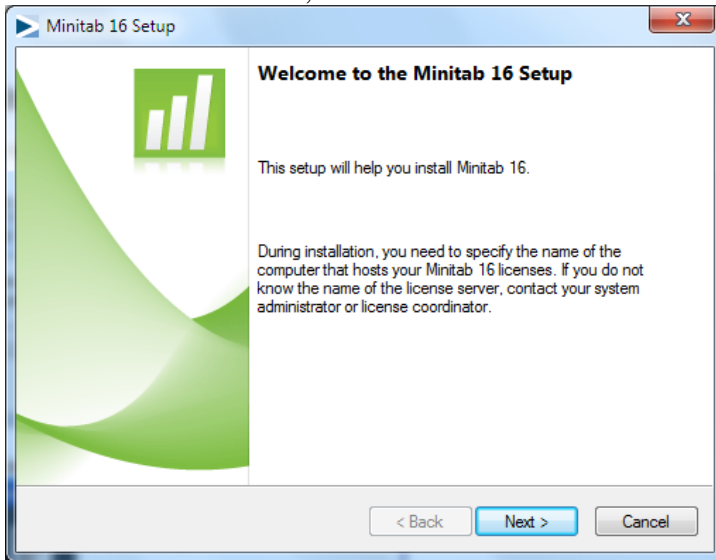 Minitab 16 Setup
X
Welcome to the Minitab 16 Setup
This setup will help you install Minitab 16.
During installation, you need to specify the name of the
computer that hosts your Minitab 16 licenses. If you do not
know the name of the license server, contact your system
administrator or license coordinator.
< Back   Next >   Cancel